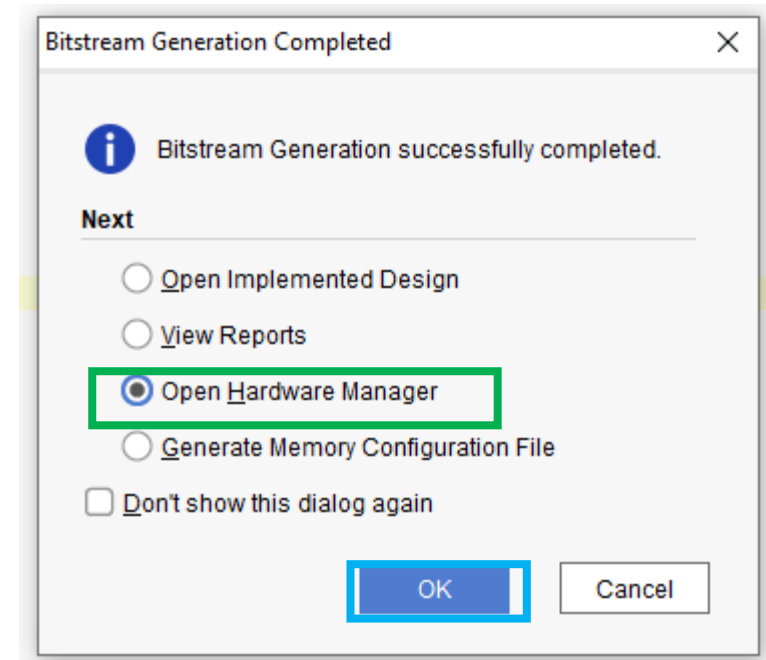 Bitstream Generation Completed
Bitstream Generation successfully completed.
Next
Open Implemented Design
View Reports
Open Hardware Manager
Generate Memory Configuration File
Don't show this dialog again
OK
Cancel